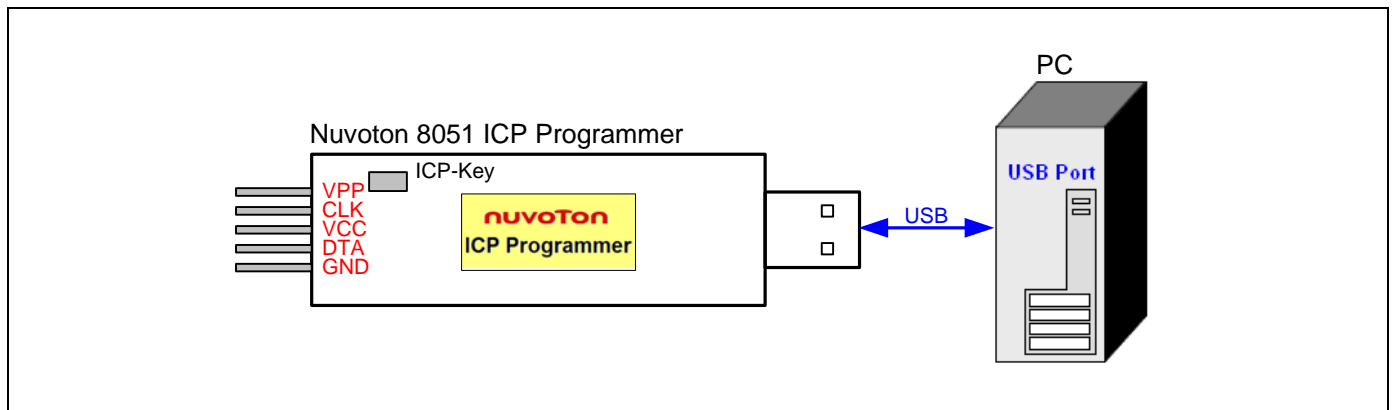 PC
Nuvoton 8051 ICP Programmer
ICP-Key
VPP
CLK
VCC
DTA
GND
nuvoTon
ICP Programmer
USB
USB Port